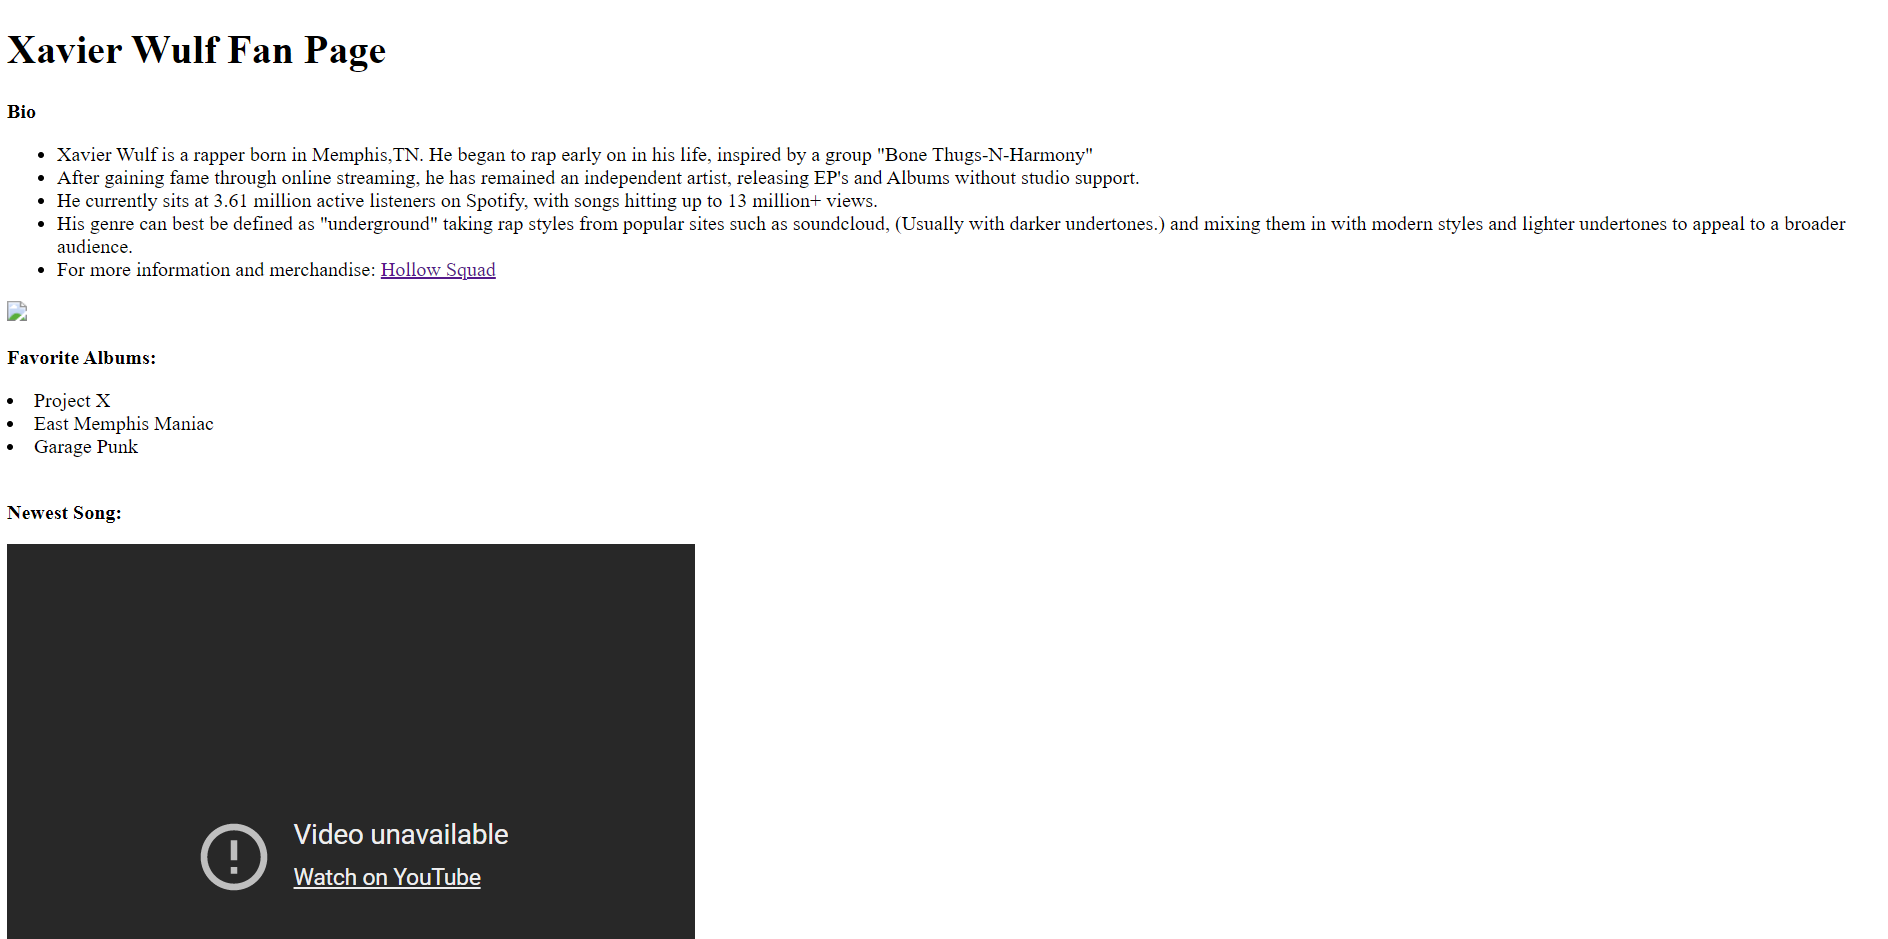 Xavier Wulf Fan Page
Bio
Xavier Wulf is a rapper born in Memphis,TN. He began to rap early on in his life, inspired by a group "Bone Thugs-N-Harmony"
After gaining fame through online streaming, he has remained an independent artist, releasing EP's and Albums without studio support.
He currently sits at 3.61 million active listeners on Spotify, with songs hitting up to 13 million+ views.
His genre can best be defined as "underground" taking rap styles from popular sites such as soundcloud, (Usually with darker undertones.) and mixing them in with modern styles and lighter undertones to appeal to a broader
audience.
For more information and merchandise: Hollow Squad
Favorite Albums:
Project X
East Memphis Maniac
Garage Punk
Newest Song:
Video unavailable
Watch on YouTube